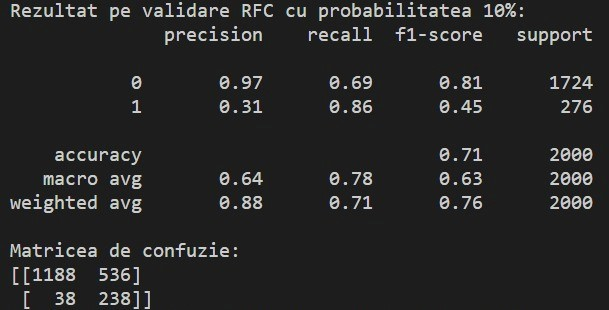 Rezultat pe validare RFC cu probabilitatea 10%:
precision recall f1-score support
0 0.97 0.69 0.81 1724
1 0.31 0.86 0.45 276
accuracy 0.71 2000
macro avg 0.64 0.78 0.63 2000
weighted avg 0.88 0.71 0.76 2000
Matricea de confuzie:
[[1188 536]
[ 38 238]]